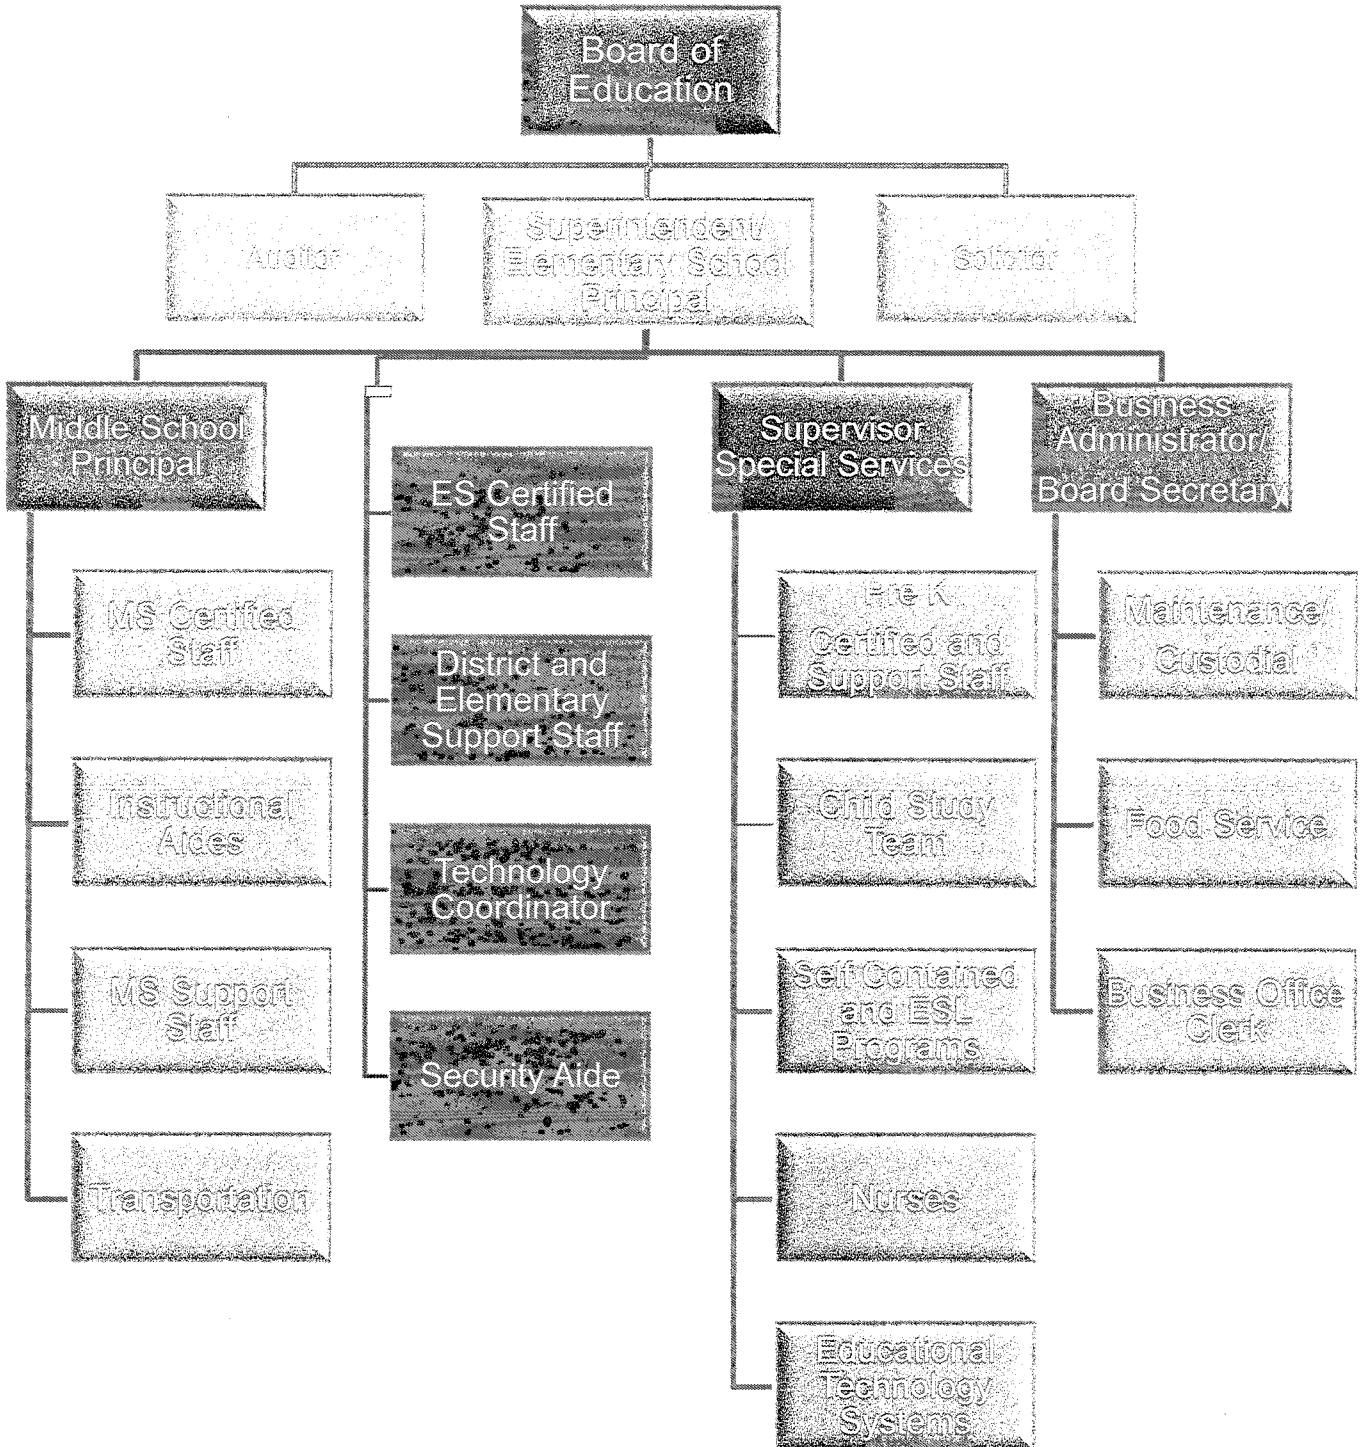 Board of
Education
Auditor
Superintendent/
Elementary School
Principal
Solicitor
Middle School
Principal
MS Certified
Staff
Instructional
Aides
MS Support
Staff
Transportation
ES Certified
Staff
District and
Elementary
Support Staff
Technology
Coordinator
Security Aide
Supervisor
Special Services
Pre K
Certified and
Support Staff
Child Study
Team
Self Contained
and ESL
Programs
Nurses
Educational
Technology
Systems
Business
Administrator/
Board Secretary
Maintenance/
Custodial
Food Service
Business Office
Clerk